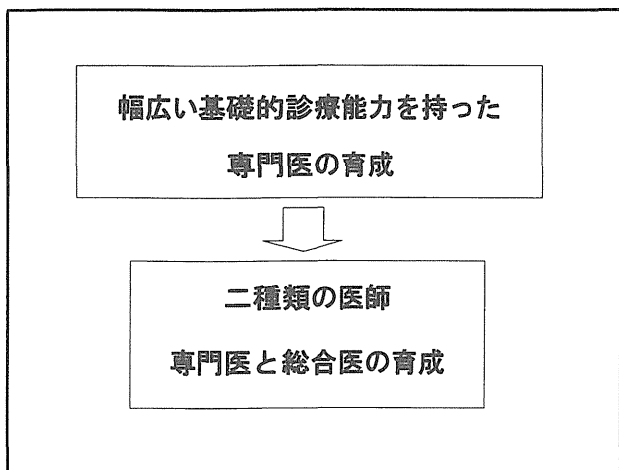 幅広い基礎的診療能力を持った
専門医の育成
二種類の医師
専門医と総合医の育成